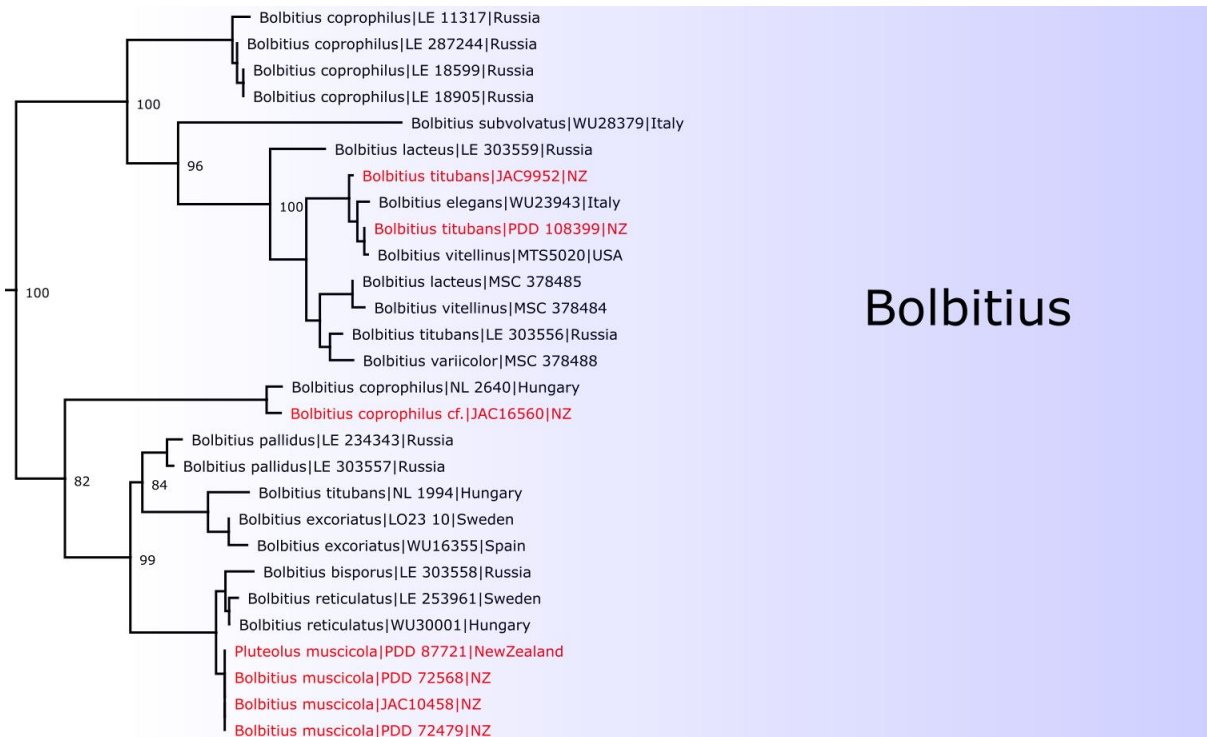 Bolbitius coprophilus|LE 11317|Russia
Bolbitius coprophilus|LE 287244|Russia
Bolbitius coprophilus|LE 18599|Russia
Bolbitius coprophilus|LE 18905|Russia
100
Bolbitius subvolvatus|WU28379|Italy
Bolbitius lacteus|LE 303559|Russia
96
Bolbitius titubans|JAC9952|NZ
Bolbitius elegans|WU23943|Italy
100
Bolbitius titubans|PDD 108399|NZ
Bolbitius vitellinus|MTS5020|USA
Bolbitius lacteus|MSC 378485
100
Bolbitius vitellinus|MSC 378484
Bolbitius
Bolbitius titubans|LE 303556|Russia
Bolbitius variicolor|MSC 378488
Bolbitius coprophilus|NL 2640|Hungary
Bolbitius coprophilus cf.|JAC16560|NZ
Bolbitius pallidus|LE 234343|Russia
Bolbitius pallidus|LE 303557|Russia
82
84
Bolbitius titubans|NL 1994|Hungary
Bolbitius excoriatus|LO23 10|Sweden
Bolbitius excoriatus|WU16355|Spain
99
Bolbitius bisporus|LE 303558|Russia
Bolbitius reticulatus|LE 253961|Sweden
Bolbitius reticulatus|WU30001|Hungary
Pluteolus muscicola|PDD 87721|NewZealand
Bolbitius muscicola|PDD 72568|NZ
Bolbitius muscicola|JAC10458|NZ
Bolbitius muscicola|PDD 72479|NZ